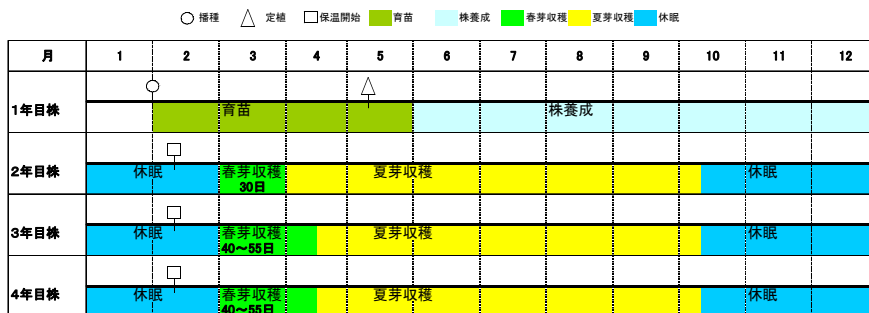 播種 定植 保温開始 育苗 株養成 春芽収穫 夏芽収穫 休眠
月 1 2 3 4 5 6 7 8 9 10 11 12
1年目株 育苗 株養成
2年目株 休眠 春芽収穫 夏芽収穫 休眠
30日
3年目株 休眠 春芽収穫 夏芽収穫 休眠
40～55日
4年目株 休眠 春芽収穫 夏芽収穫 休眠
40～55日